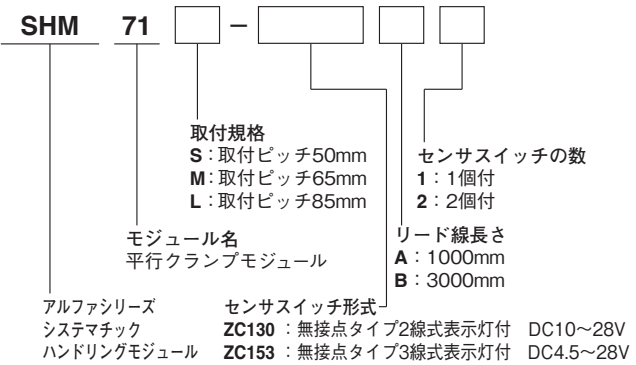 SHM 71 −
取付規格
S：取付ピッチ50mm
M：取付ピッチ65mm
L：取付ピッチ85mm
センサスイッチの数
1：1個付
2：2個付
モジュール名
平行クランプモジュール
リード線長さ
A：1000mm
B：3000mm
アルファシリーズ
システマチック
ハンドリングモジュール
センサスイッチ形式
ZC130：無接点タイプ2線式表示灯付 DC10〜28V
ZC153：無接点タイプ3線式表示灯付 DC4.5〜28V